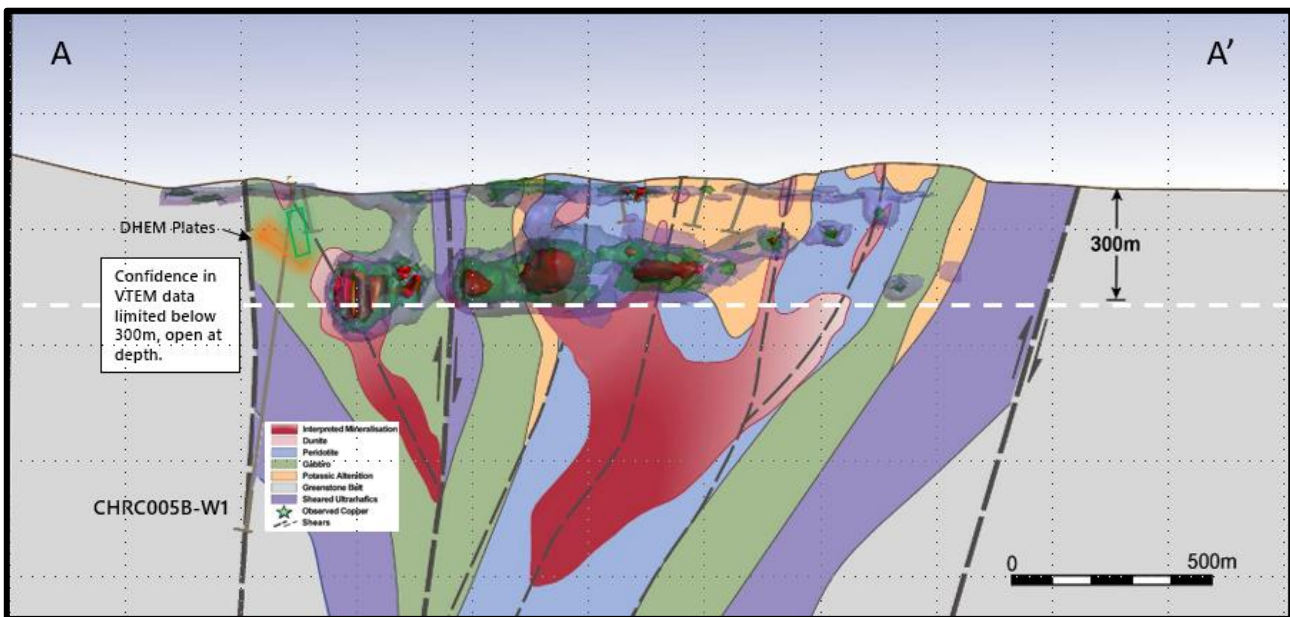 A
A'
DHEM Plates
300m
Confidence in
VTEM data
limited below
300m, open at
depth.
Interpreted Mineralisation
Dunite
Peridotite
Gabbro
Potassic Alteration
Greenstone Belt
Sheared Ultrahafics
Observed Copper
Shears
CHRC005B-W1
0
500m